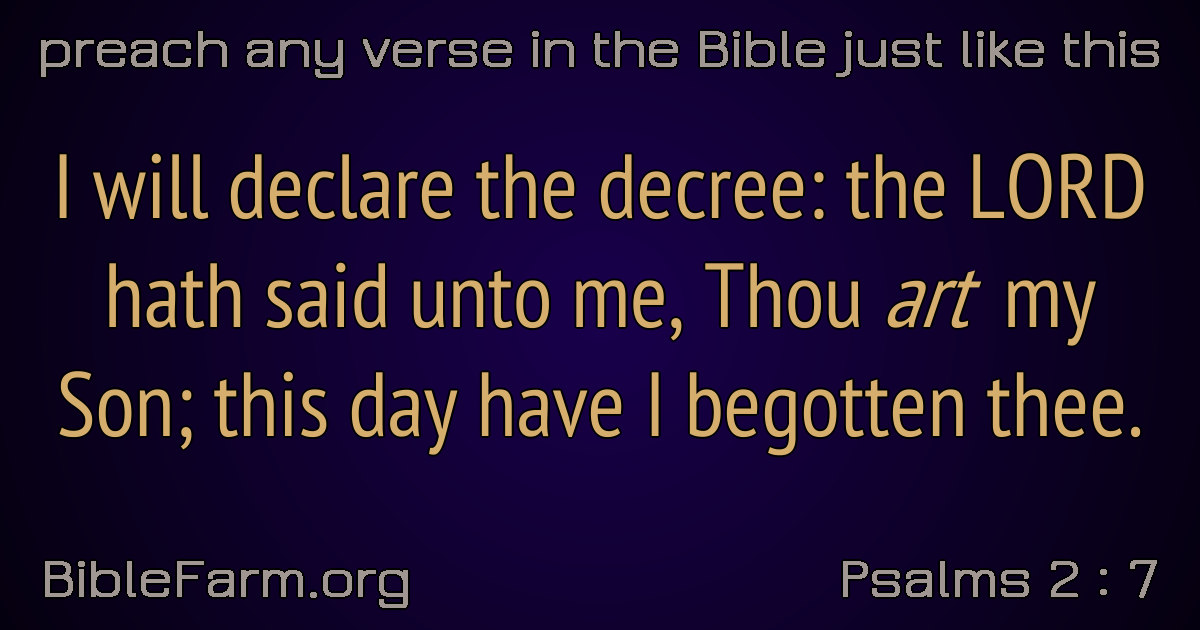 preach any verse in the Bible just like this
I will declare the decree: the LORD
hath said unto me, Thou art my
Son; this day have I begotten thee.
BibleFarm.org
Psalms 2 : 7